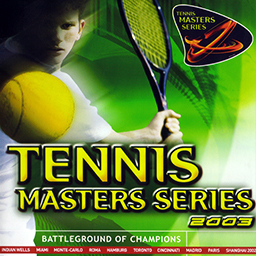 TENNIS
MASTERS
SERIES
TENNIS
MASTERS SERIES
2003
BATTLEGROUND OF CHAMPIONS
INDIAN WELLS MIAMI MONTE-CARLO ROMA HAMBURG TORONTO CINCINNATI MADRID PARIS SHANGHAI 2002